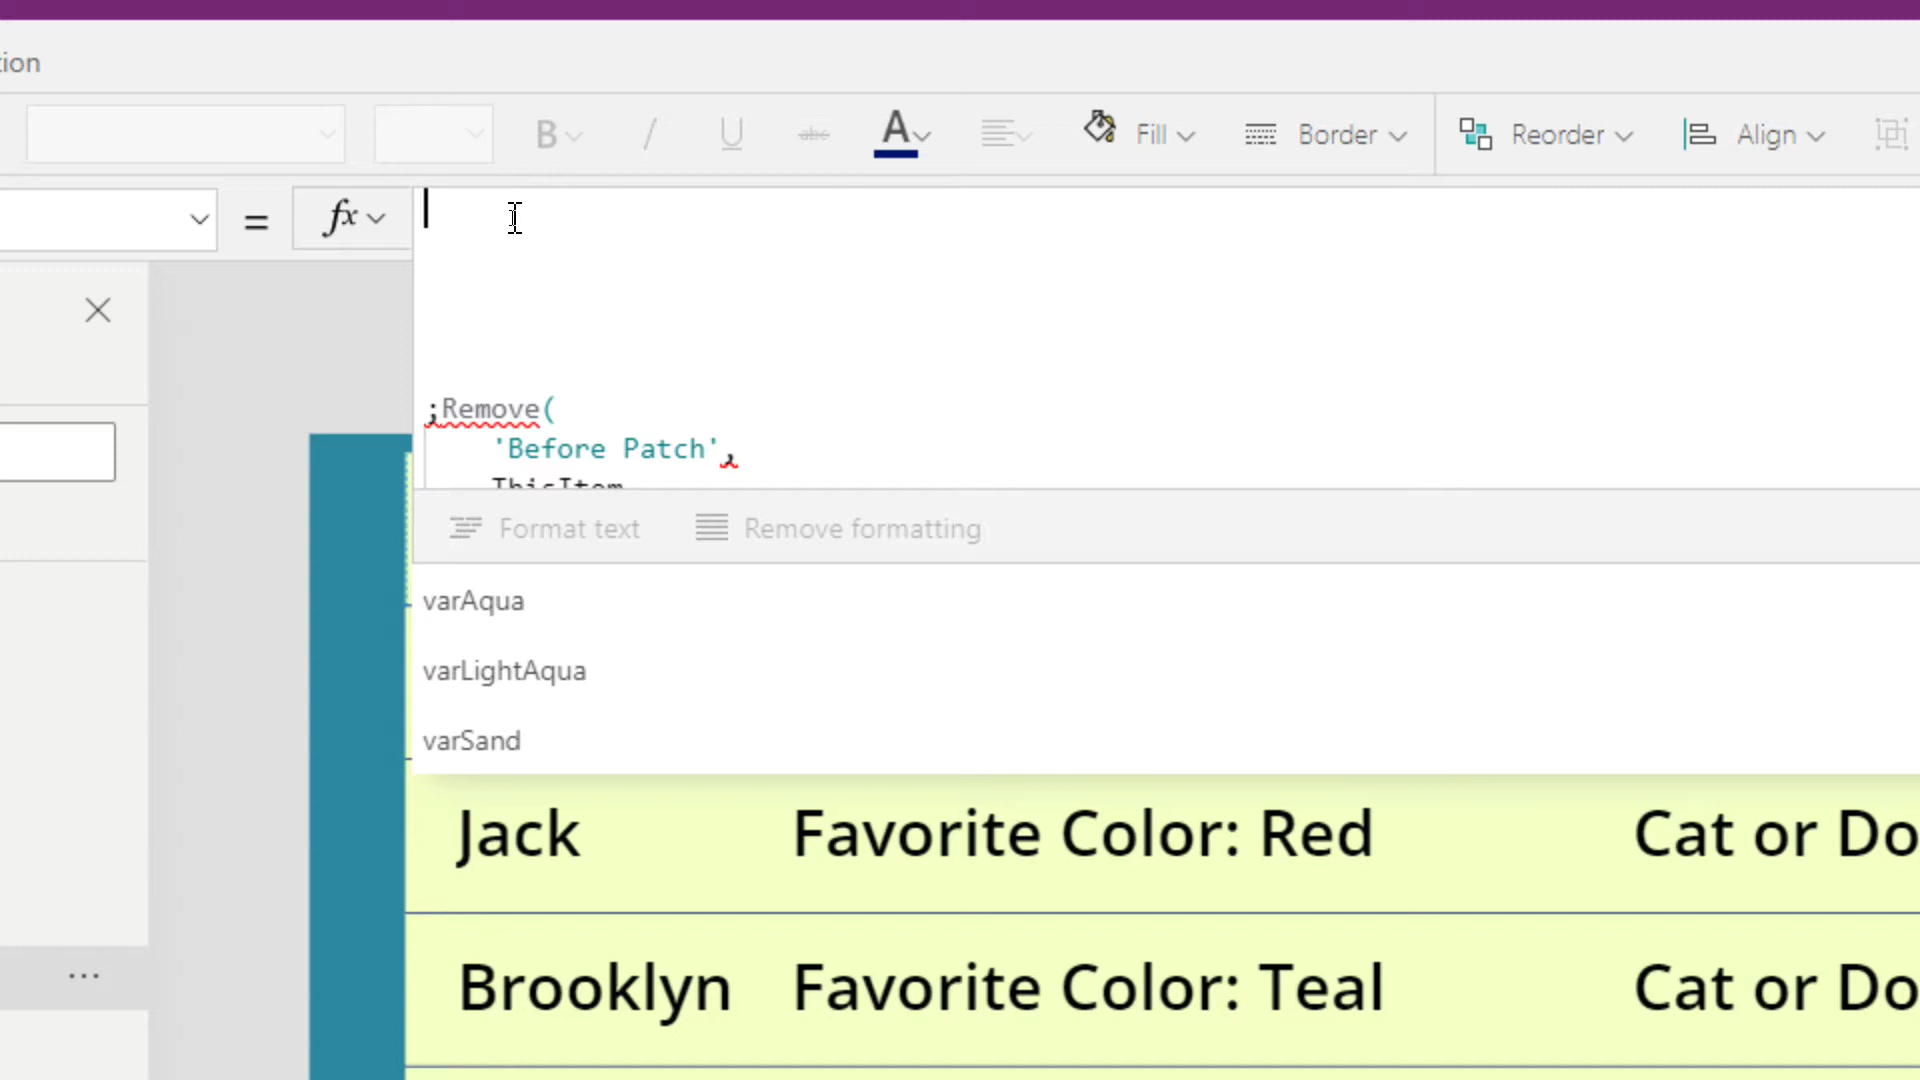 tion
B / U abc A Fill Border Reorder Align
= fx
;Remove(
'Before Patch',
ThisItem
Format text Remove formatting
varAqua
varLightAqua
varSand
Jack Favorite Color: Red Cat or Do
Brooklyn Favorite Color: Teal Cat or Do